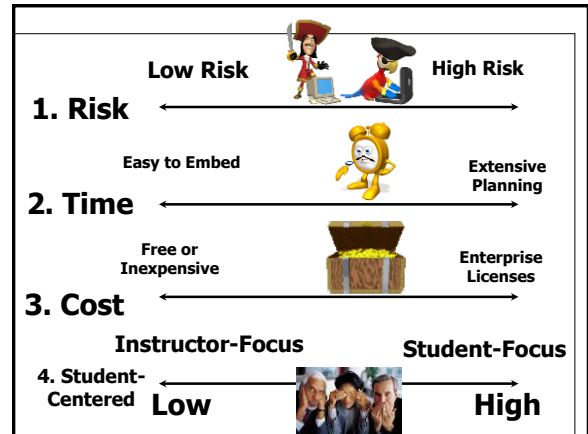 Low Risk
High Risk
1. Risk
Easy to Embed
Extensive
Planning
2. Time
Free or
Inexpensive
Enterprise
Licenses
3. Cost
Instructor-Focus
Student-Focus
4. Student-
Centered
Low
High